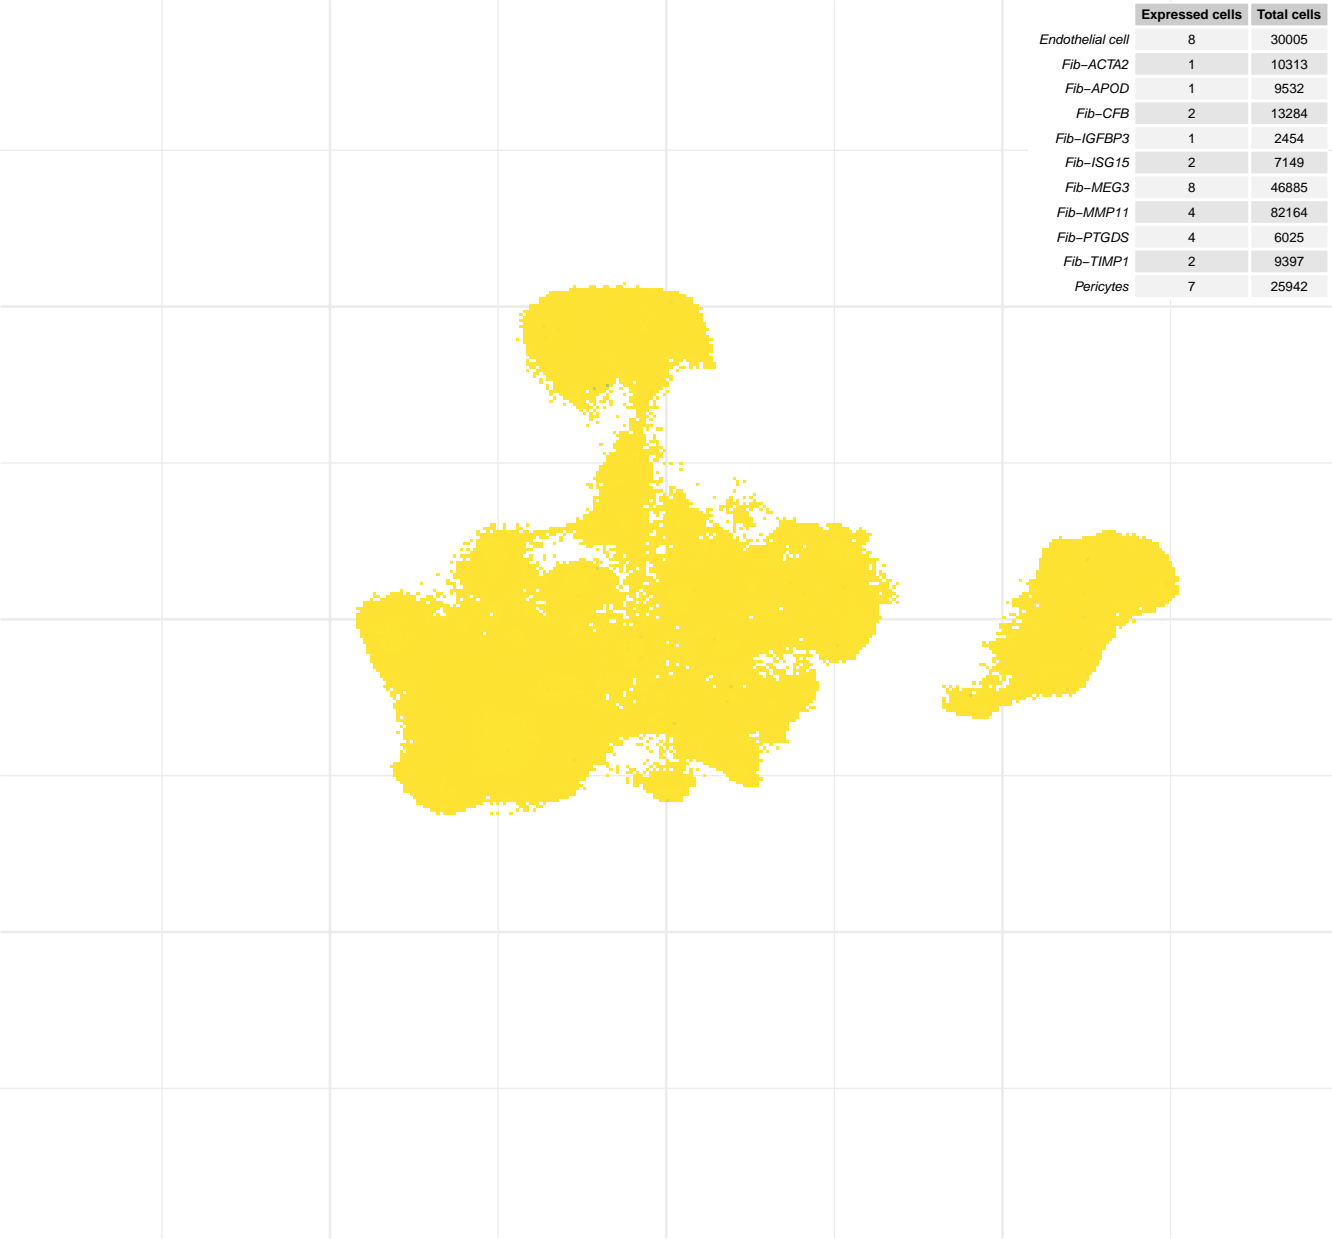 Expressed cells Total cells
Endothelial cell 8 30005
Fib−ACTA2 1 10313
Fib−APOD 1 9532
Fib−CFB 2 13284
Fib−IGFBP3 1 2454
Fib−ISG15 2 7149
Fib−MEG3 8 46885
Fib−MMP11 4 82164
Fib−PTGDS 4 6025
Fib−TIMP1 2 9397
Pericytes 7 25942